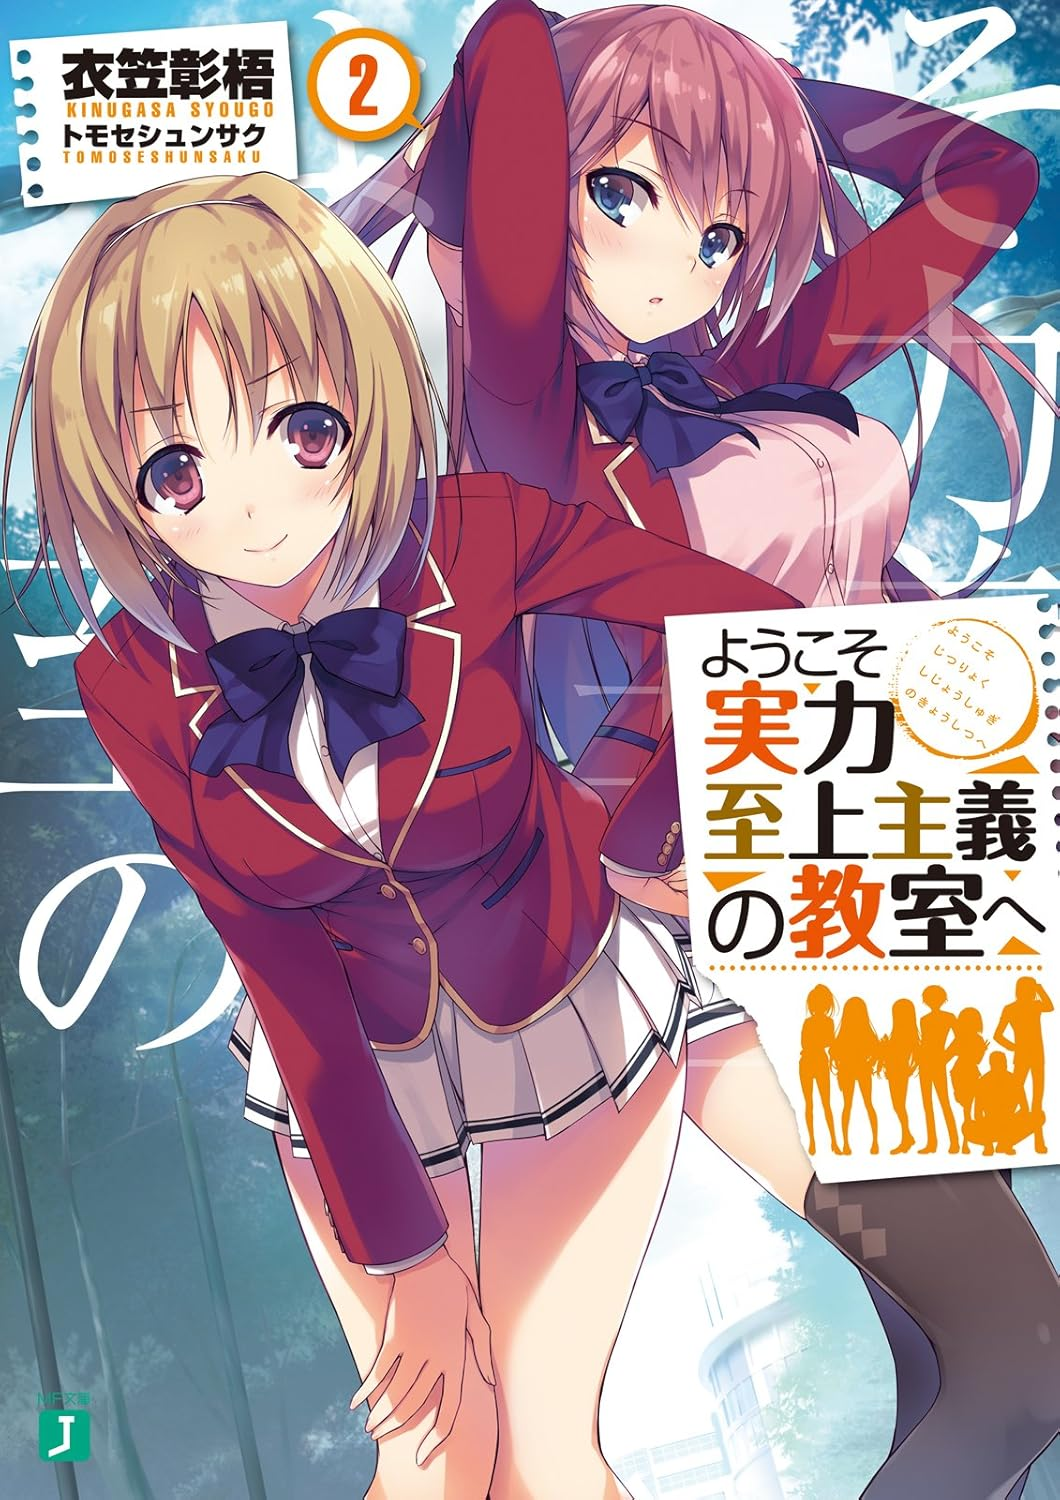 衣笠彰梧
KINUGASA SYOUGO
トモセシュンサク
TOMOSESHUNSAKU
2
ようこそ
実力
至上主義
の教室へ
ようこそ
じつりょく
しじょうしゅぎ
のきょうしつへ
MF文庫
J